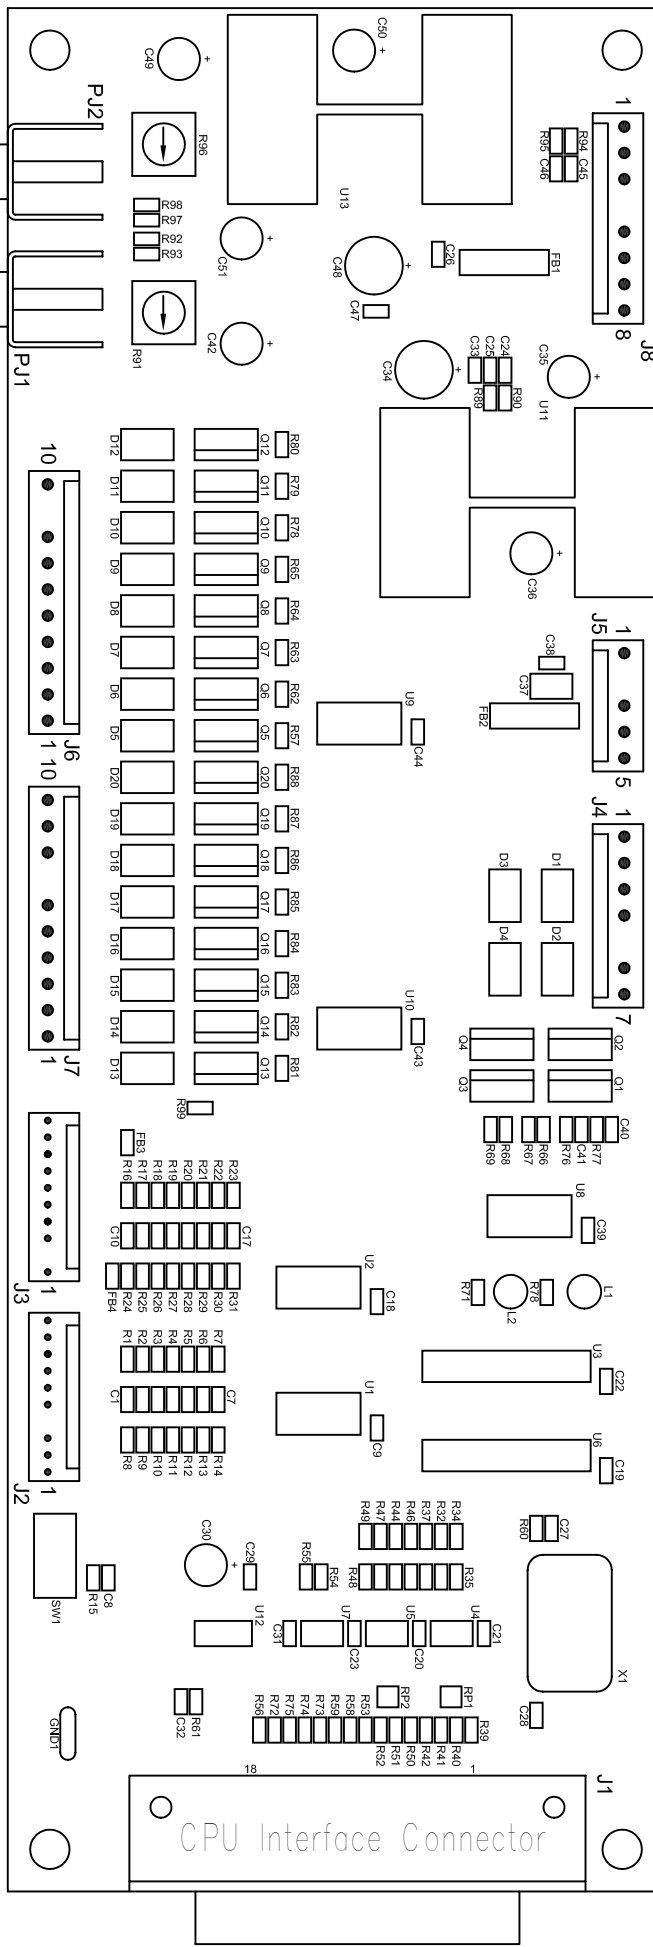 C49
C50
PJ2
1
R96
R95
R94
C46
C45
U13
R98
R97
R92
R93
C51
C48
C26
FB1
C47
8
J8
R91
C42
PJ1
C34
C33
C25
C24
C35
R89
R90
U11
10
D12
Q12
R80
D11
Q11
R79
D10
Q10
R78
D9
Q9
R65
C36
D8
Q8
R64
J5
1
D7
Q7
R63
C38
C37
D6
Q6
R62
U9
FB2
J6
1
D5
Q5
R57
C44
10
D20
Q20
R88
5
D19
Q19
R87
J4
1
D18
Q18
R86
D3
D1
D17
Q17
R85
D16
Q16
R84
D4
D2
D15
Q15
R83
U10
D14
Q14
R82
C43
7
J7
1
D13
Q13
R81
Q4
Q2
Q3
Q1
R99
FB3
R69
R68
R67
R66
R76
C41
R77
C40
R16
R17
R18
R19
R20
R21
R22
R23
U8
C10
C17
C39
J3
1
U2
FB4
R24
R25
R26
R27
R28
R29
R30
R31
C18
R71
L2
R78
L1
R1
R2
R3
R4
R5
R6
R7
U3
C22
C1
C7
U1
C9
R8
R9
R10
R11
R12
R13
R14
U6
C19
J2
1
R49
R47
R44
R46
R37
R32
R34
R60
C27
C30
C29
R55
R54
R48
R35
SW1
R15
C8
U12
C31
U7
C23
U5
C20
U4
C21
X1
GND1
C32
R61
RP2
RP1
C28
R56
R72
R75
R74
R73
R59
R58
R53
R52
R51
R50
R42
R41
R40
R39
18
1
J1
CPU Interface Connector